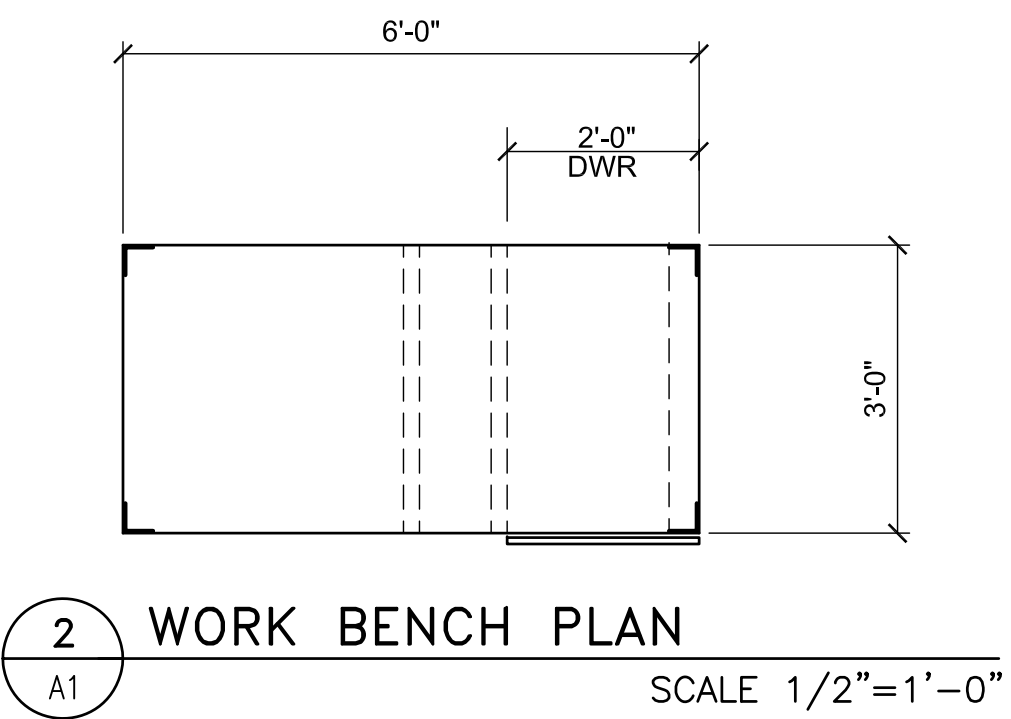 6'-0"
2'-0"
DWR
3'-0"
2
WORK BENCH PLAN
A1
SCALE 1/2"=1'-0"